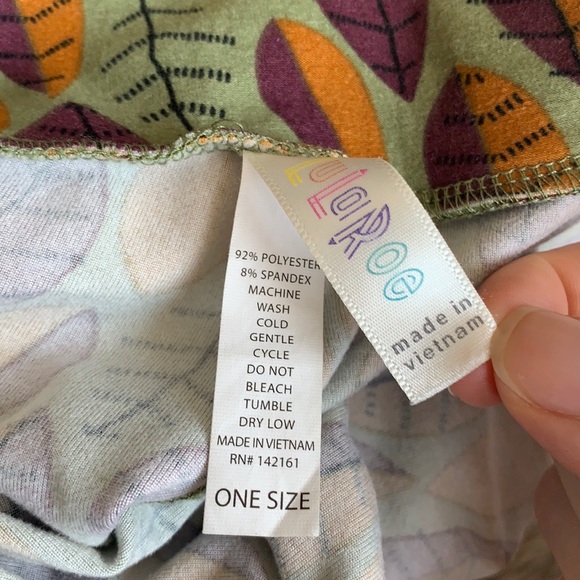 LULAROE
made in
vietnam
92% POLYESTER
8% SPANDEX
MACHINE
WASH
COLD
GENTLE
CYCLE
DO NOT
BLEACH
TUMBLE
DRY LOW
MADE IN VIETNAM
RN# 142161
ONE SIZE